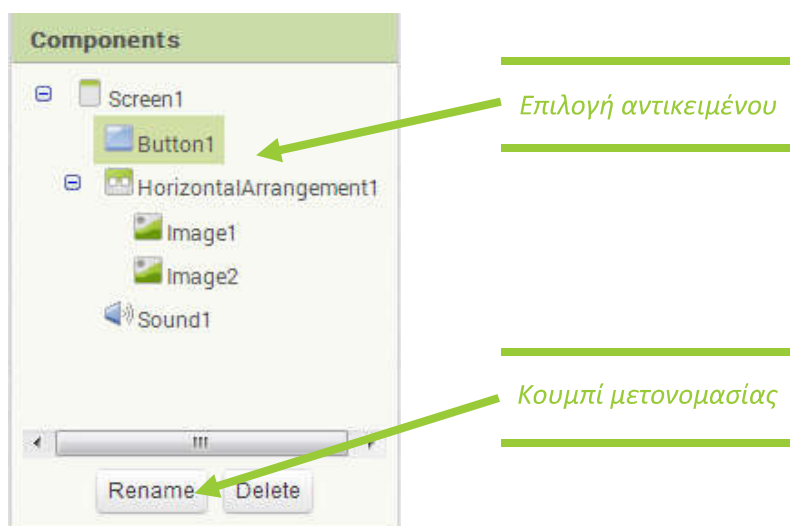 Components
Screen1
Button1
HorizontalArrangement1
Image1
Image2
Sound1
Rename
Delete
Επιλογή αντικειμένου
Κουμπί μετονομασίας